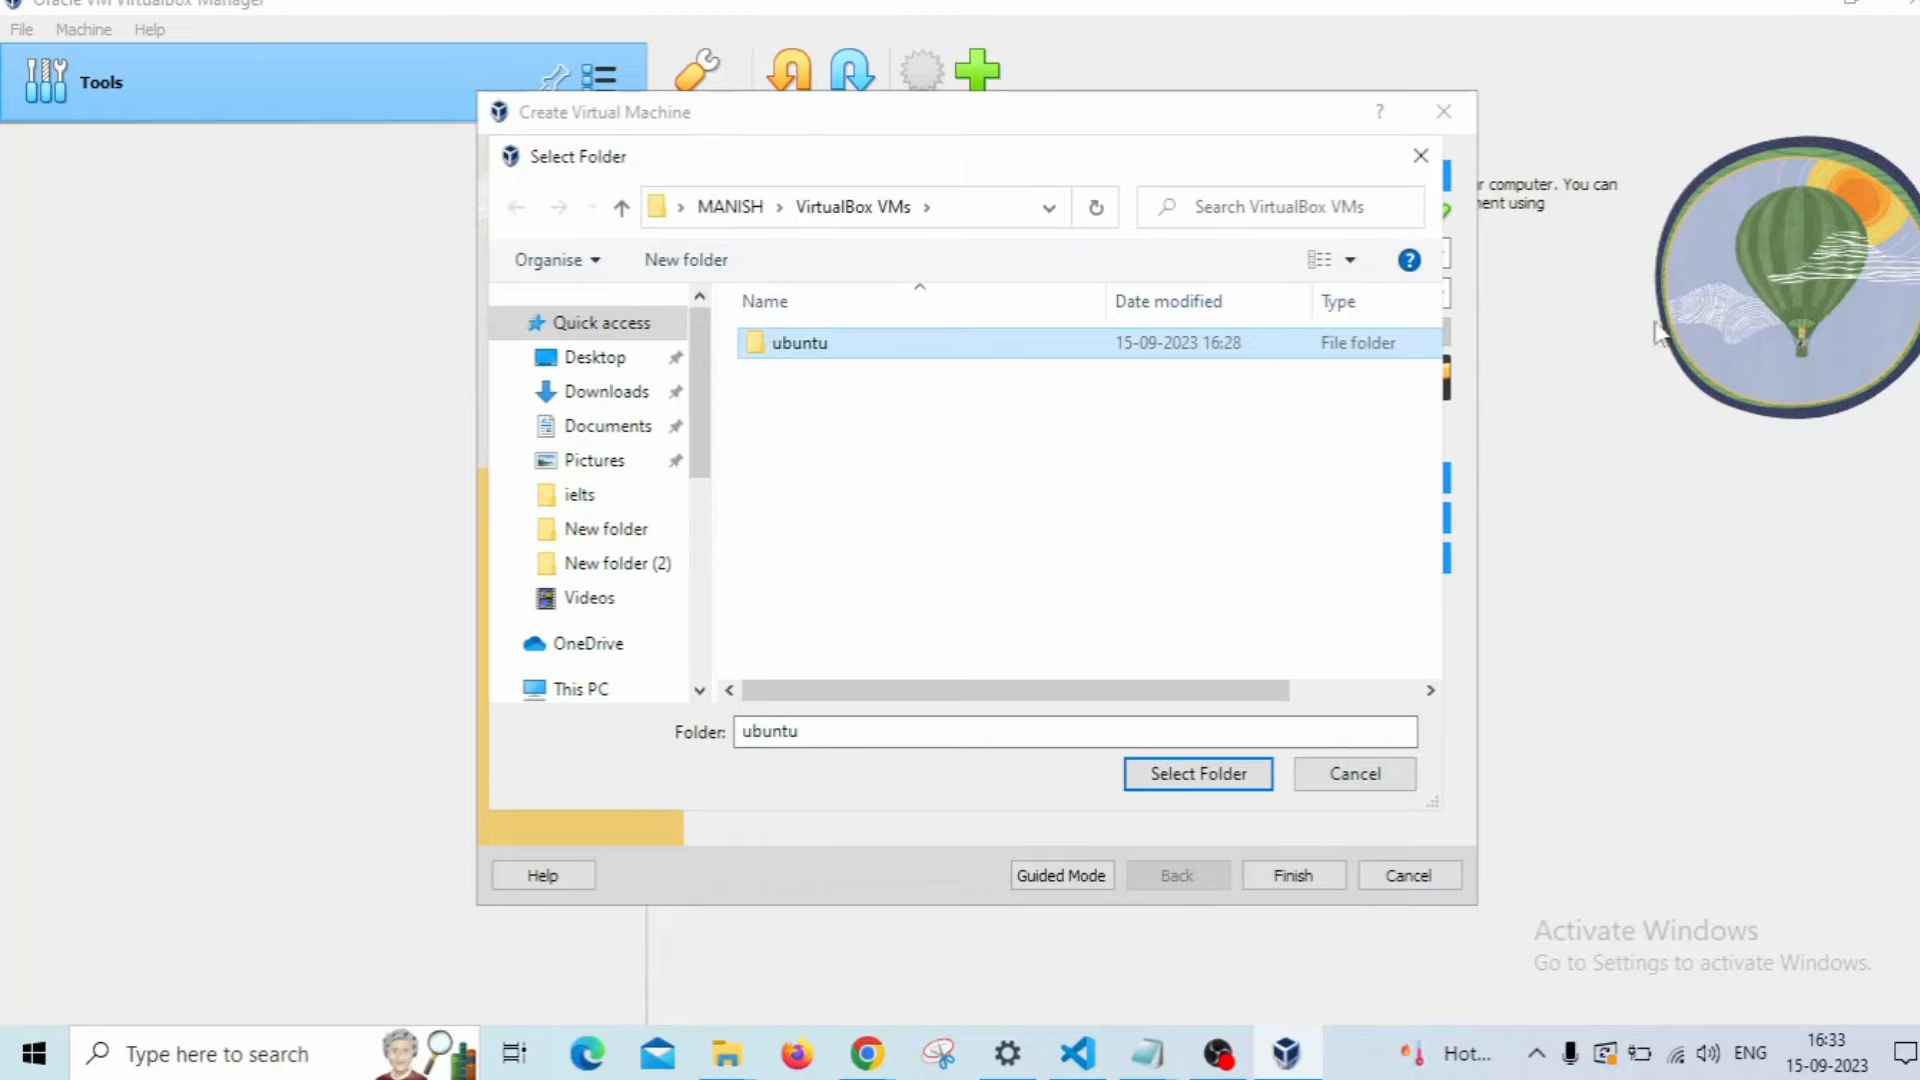 Oracle VM VirtualBox Manager
File Machine Help
Tools
Create Virtual Machine ?
Select Folder
MANISH > VirtualBox VMs >
Search VirtualBox VMs
r computer. You can
ent using
Organise New folder ?
Name Date modified Type
Quick access
ubuntu 15-09-2023 16:28 File folder
Desktop
Downloads
Documents
Pictures
ielts
New folder
New folder (2)
Videos
OneDrive
This PC
Folder: ubuntu
Select Folder Cancel
Help Guided Mode Back Finish Cancel
Activate Windows
Go to Settings to activate Windows.
Type here to search
Hot...
ENG
16:33
15-09-2023